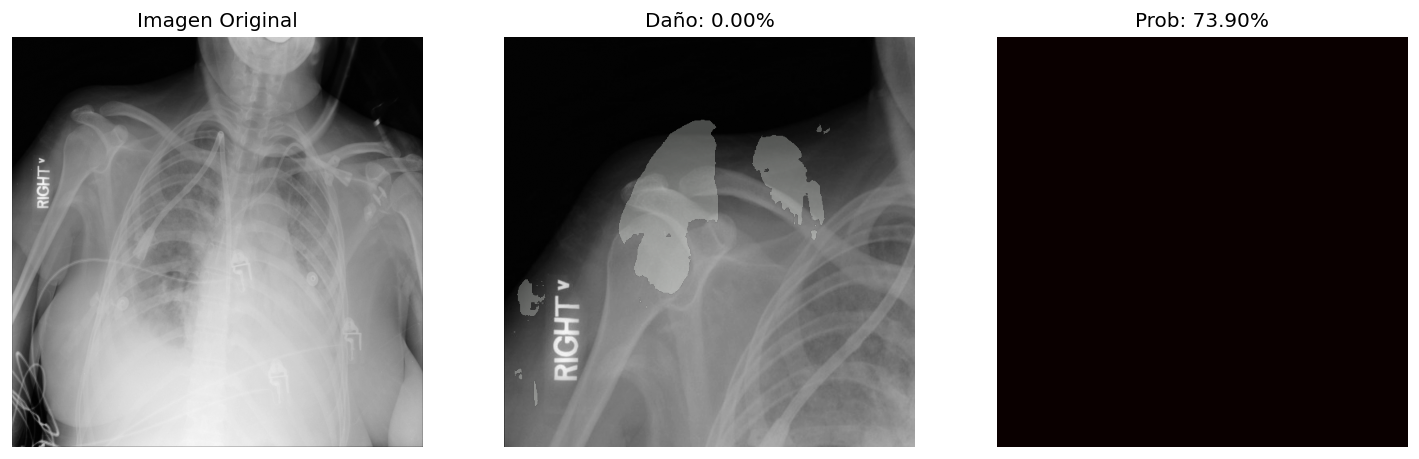 Imagen Original
Daño: 0.00%
Prob: 73.90%
RIGHT v
RIGHT v